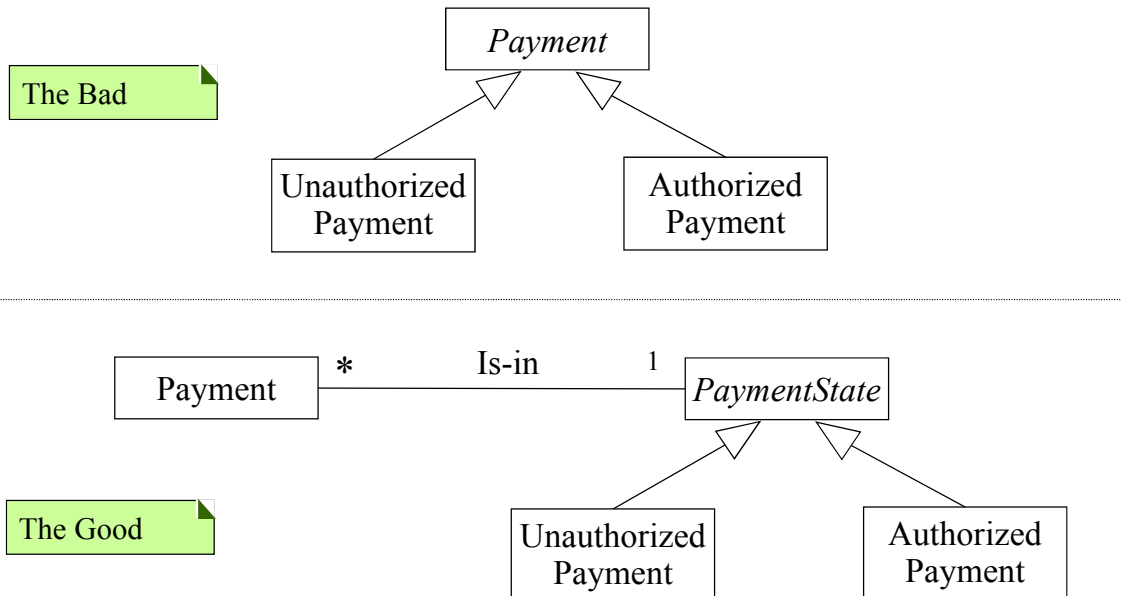 Payment
The Bad
Unauthorized
Payment
Authorized
Payment
Payment
*
Is-in
1
PaymentState
The Good
Unauthorized
Payment
Authorized
Payment